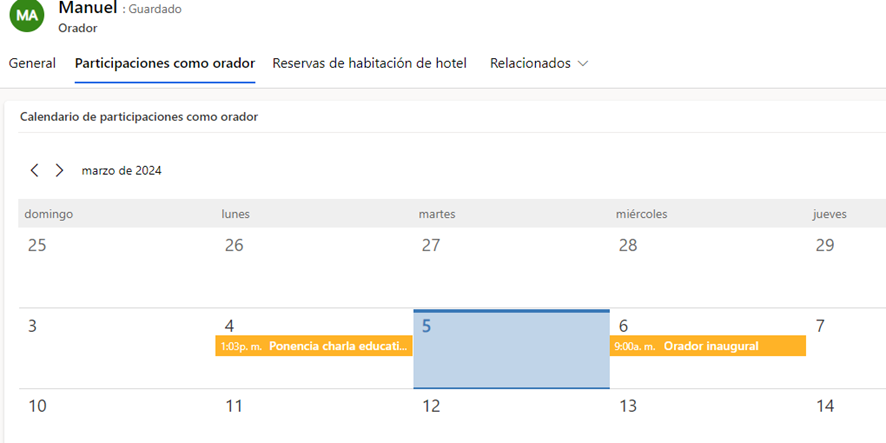 MA
Manuel : Guardado
Orador
General Participaciones como orador Reservas de habitación de hotel Relacionados
Calendario de participaciones como orador
marzo de 2024
domingo lunes martes miércoles jueves
25 26 27 28 29
3 4 5 6 7
1:03p. m. Ponencia charla educati... 9:00a. m. Orador inaugural
10 11 12 13 14